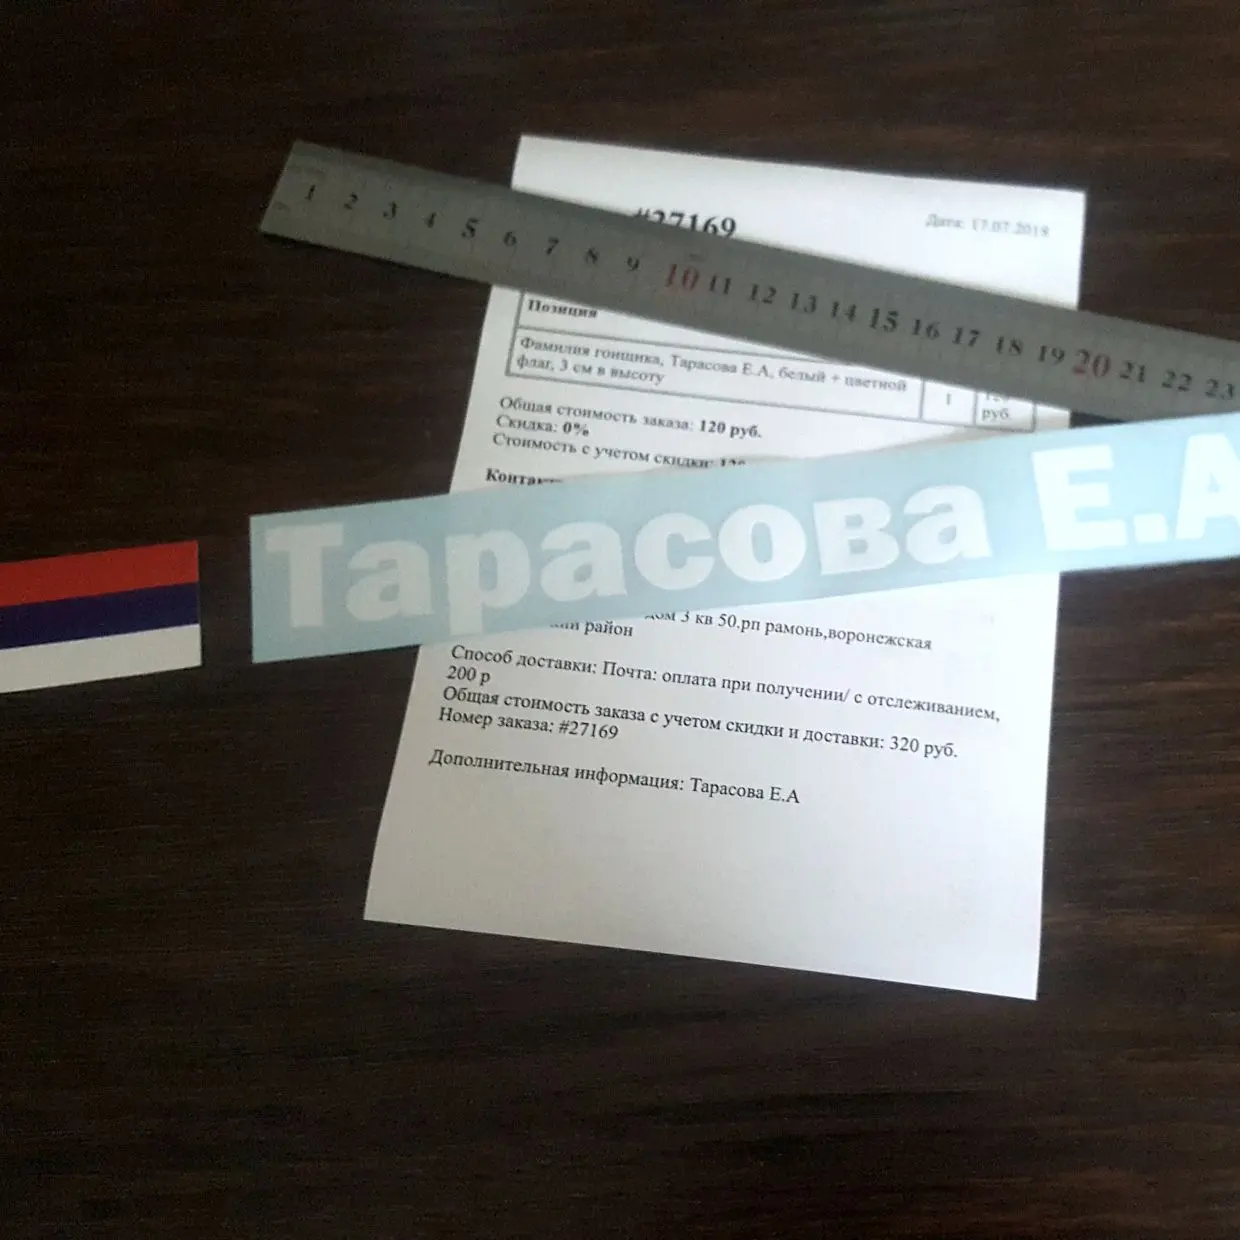 1 2 3 4 5 6 7 8 9 10 11 12 13 14 15 16 17 18 19 20 21 22 23
#27169
Дата: 17.07.2019
Позиция
Фамилия гонщика, Тарасова Е.А, белый + цветной
флаг, 3 см в высоту
1
руб.
Общая стоимость заказа: 120 руб.
Скидка: 0%
Стоимость с учетом скидки:
Тарасова Е.А
дом 3 кв 50.рп рамонь,воронежская
район
Способ доставки: Почта: оплата при получении/ с отслеживанием,
200 р
Общая стоимость заказа с учетом скидки и доставки: 320 руб.
Номер заказа: #27169
Дополнительная информация: Тарасова Е.А